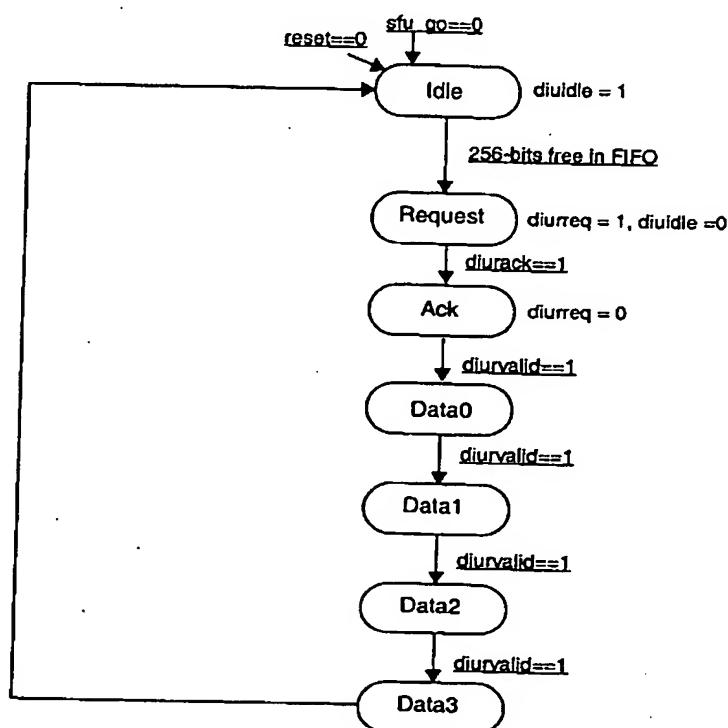 sfu_go==0
reset==0
Idle
diuidle = 1
256-bits free in FIFO
Request
diurreq = 1, diuidle =0
diurack==1
Ack
diurreq = 0
diurvalid==1
Data0
diurvalid==1
Data1
diurvalid==1
Data2
diurvalid==1
Data3